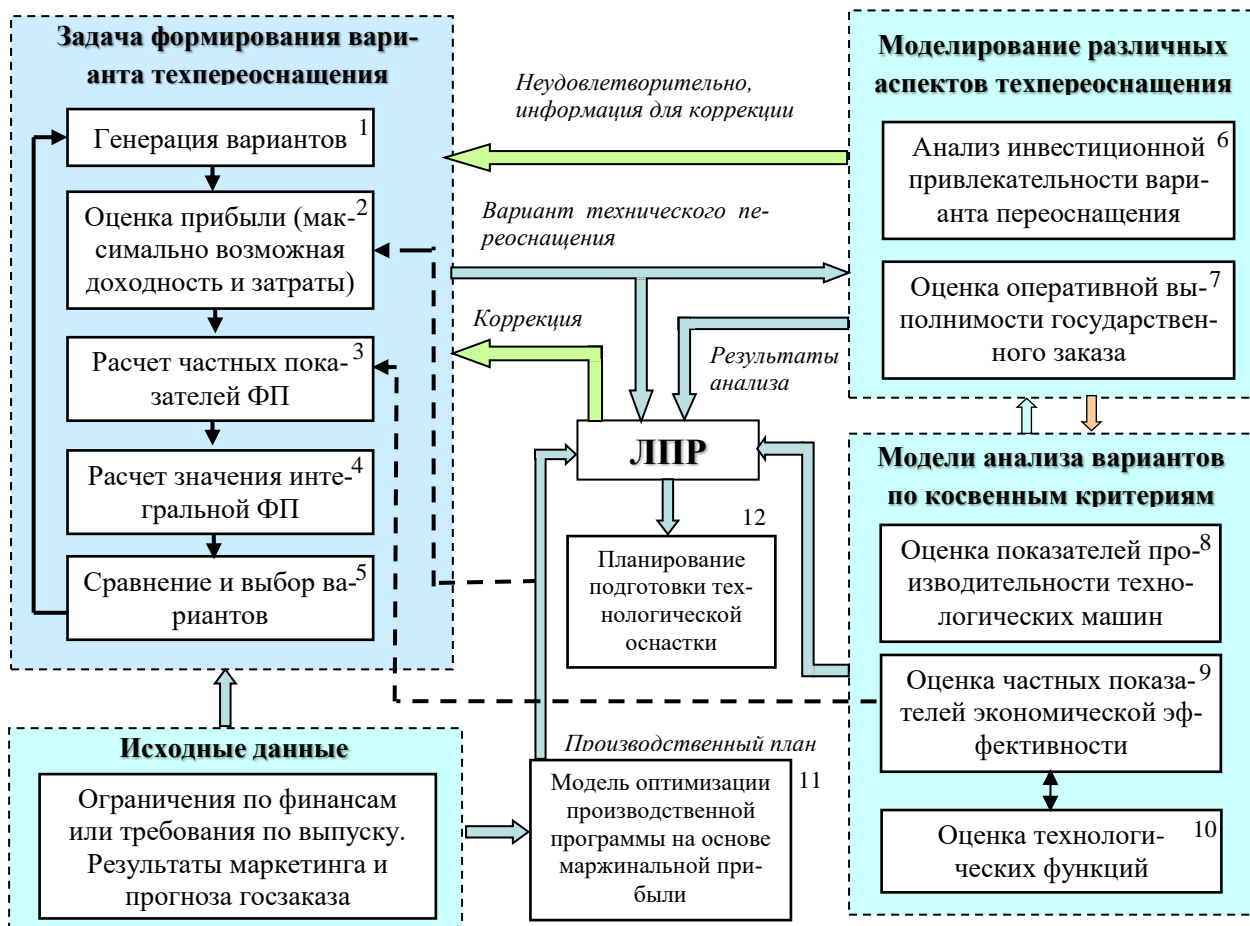 Задача формирования вари-
анта техпереоснащения
Генерация вариантов
1
Оценка прибыли (мак-
2
симально возможная
доходность и затраты)
Расчет частных пока-
3
зателей ФП
Расчет значения инте-
4
гральной ФП
Сравнение и выбор ва-
5
риантов
Неудовлетворительно,
информация для коррекции
Вариант технического пе-
реоснащения
Коррекция
Результаты
анализа
ЛПР
12
Планирование
подготовки тех-
нологической
оснастки
Моделирование различных
аспектов техпереоснащения
Анализ инвестиционной
6
привлекательности вари-
анта переоснащения
Оценка оперативной вы-
7
полнимости государствен-
ного заказа
Модели анализа вариантов
по косвенным критериям
Оценка показателей про-
8
изводительности техно-
логических машин
Оценка частных показа-
9
телей экономической эф-
фективности
Оценка технологи-
10
ческих функций
Исходные данные
Ограничения по финансам
или требования по выпуску.
Результаты маркетинга и
прогноза госзаказа
Производственный план
Модель оптимизации
11
производственной
программы на основе
маржинальной при-
были